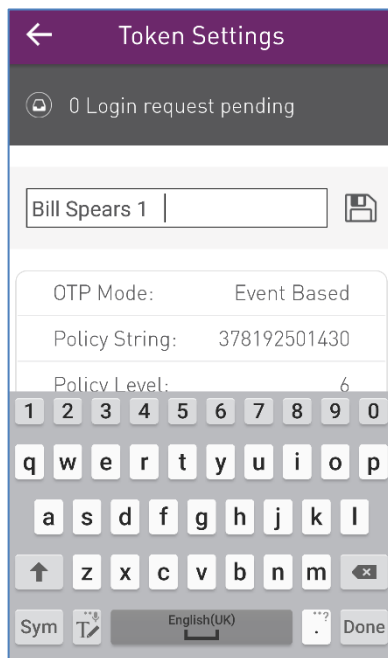 Token Settings
0 Login request pending
Bill Spears 1
OTP Mode: Event Based
Policy String: 378192501430
Policy Level: 6
1 2 3 4 5 6 7 8 9 0
q w e r t y u i o p
a s d f g h j k l
z x c v b n m
Sym T English(UK) . Done